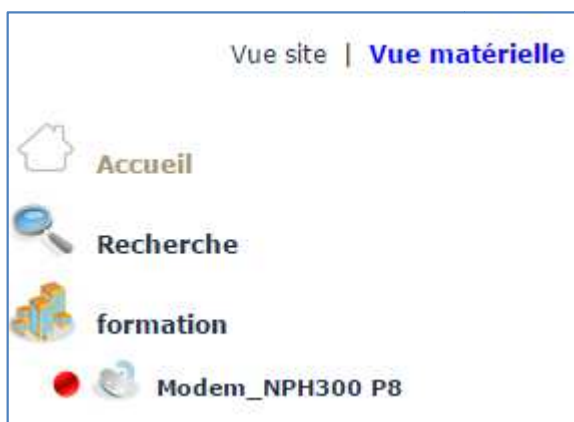 Vue site | Vue matérielle
Accueil
Recherche
formation
Modem_NPH300 P8